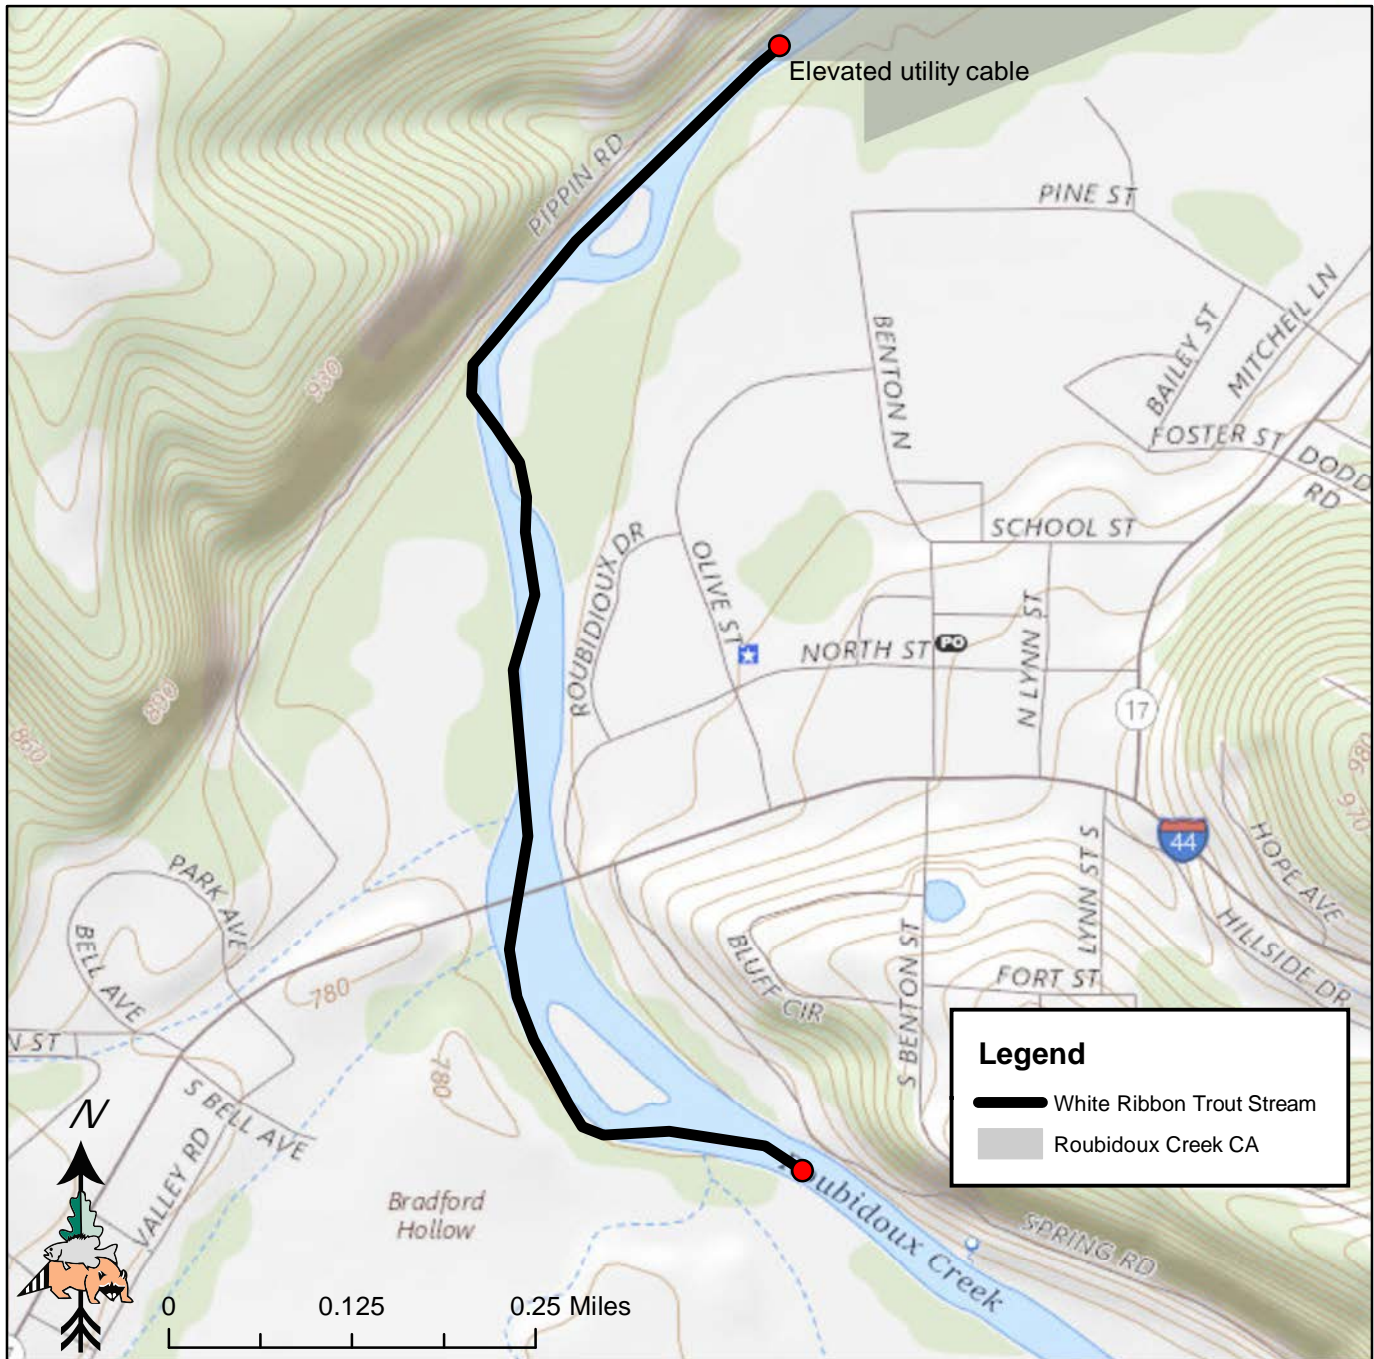 Elevated utility cable
PIPPIN RD
PINE ST
BENTON N
BAILEY ST
MITCHEIL LN
930
FOSTER ST
DODD
RD
SCHOOL ST
ROUBIDIOUX DR
OLIVE ST
NORTH ST
PO
N LYNN ST
17
890
860
980
970
44
HOPE AVE
LYNN ST S
PARK AVE
BELL AVE
HILLSIDE DR
BLUFF CIR
S BENTON ST
FORT ST
780
N ST
780
S BELL AVE
VALLEY RD
N
Legend
White Ribbon Trout Stream
Roubidoux Creek CA
Bradford
Hollow
Roubidoux Creek
SPRING RD
0 0.125 0.25 Miles